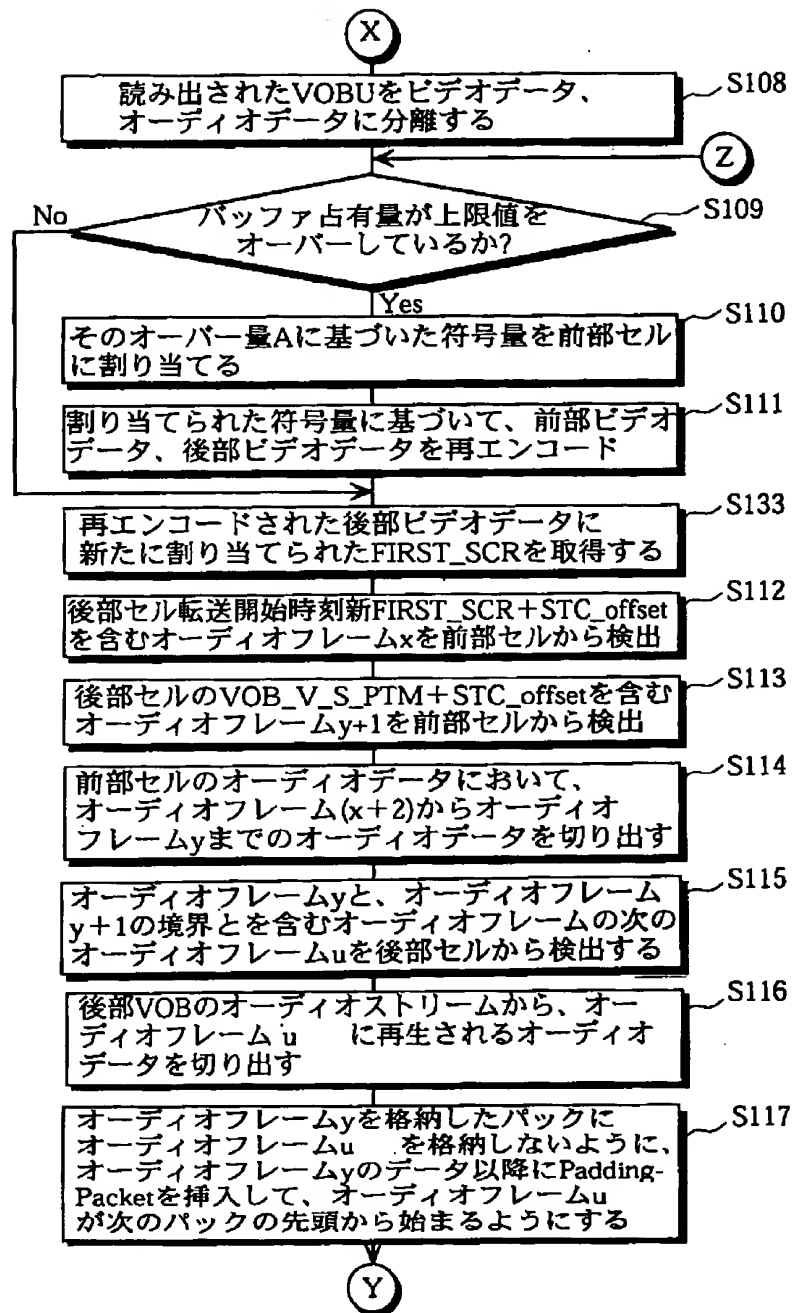 X
読み出されたVOBUをビデオデータ、
オーディオデータに分離する
S108
Z
バッファ占有量が上限値を
オーバーしているか?
S109
No
Yes
そのオーバー量Aに基づいた符号量を前部セル
に割り当てる
S110
割り当てられた符号量に基づいて、前部ビデオ
データ、後部ビデオデータを再エンコード
S111
再エンコードされた後部ビデオデータに
新たに割り当てられたFIRST_SCRを取得する
S133
後部セル転送開始時刻新FIRST_SCR+STC_offset
を含むオーディオフレームxを前部セルから検出
S112
後部セルのVOB_V_S_PTM+STC_offsetを含む
オーディオフレームy+1を前部セルから検出
S113
前部セルのオーディオデータにおいて、
オーディオフレーム(x+2)からオーディオ
フレームyまでのオーディオデータを切り出す
S114
オーディオフレームyと、オーディオフレーム
y+1の境界とを含むオーディオフレームの次の
オーディオフレームuを後部セルから検出する
S115
後部VOBのオーディオストリームから、オー
ディオフレーム u に再生されるオーディオ
データを切り出す
S116
オーディオフレームyを格納したパックに
オーディオフレームu を格納しないように、
オーディオフレームyのデータ以降にPadding-
Packetを挿入して、オーディオフレームu
が次のパックの先頭から始まるようにする
S117
Y